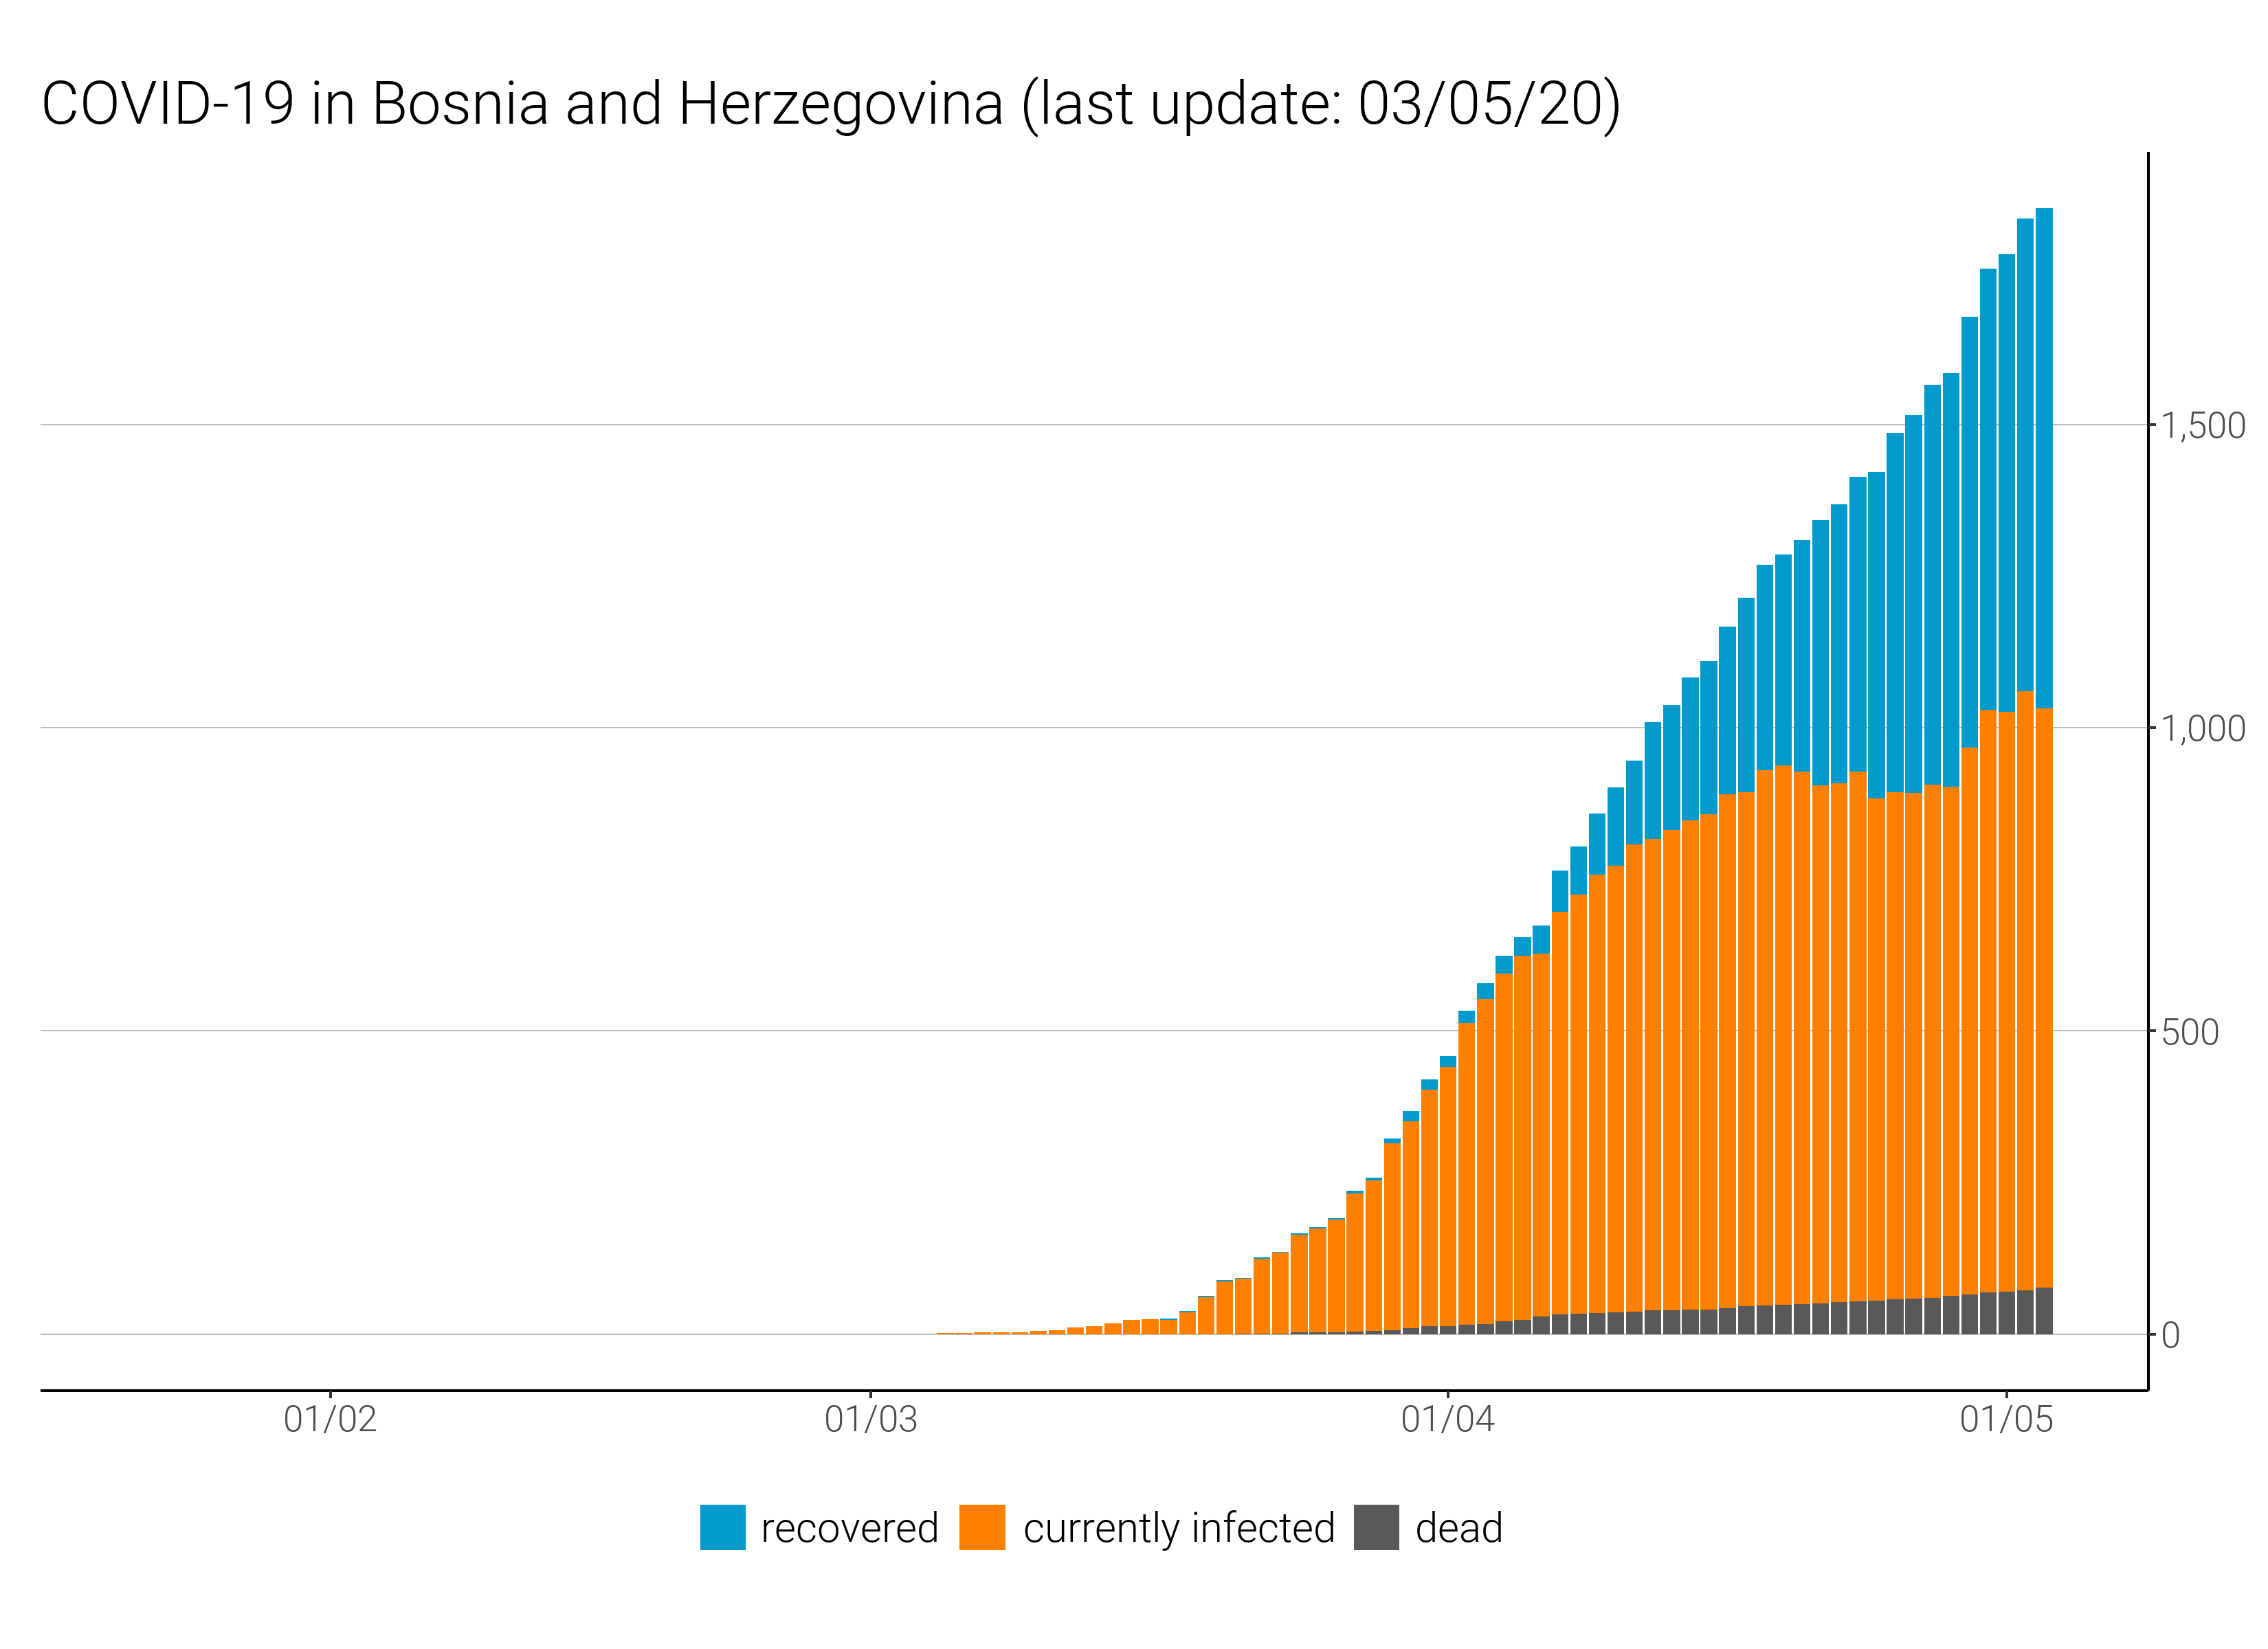 COVID-19 in Bosnia and Herzegovina (last update: 03/05/20)
1,500
1,000
500
0
01/02 01/03 01/04 01/05
recovered currently infected dead